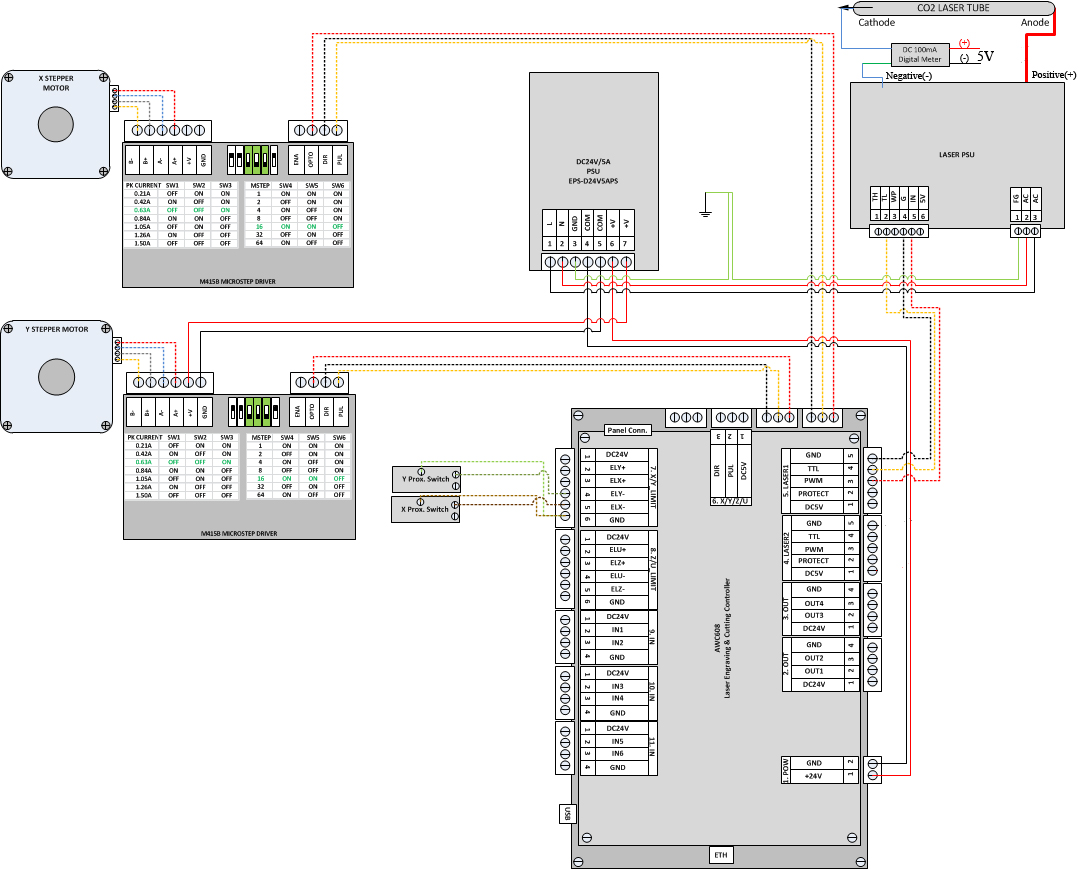 CO2 LASER TUBE
Cathode
Anode
DC 100mA
Digital Meter
(+)
(-)
5V
Negative(-)
Positive(+)
X STEPPER
MOTOR
B-
B+
A-
A+
+V
GND
ENA
OPTO
DIR
PUL
PK CURRENT SW1 SW2 SW3 MSTEP SW4 SW5 SW6
0.21A OFF ON ON 1 ON ON ON
0.42A ON OFF ON 2 OFF ON ON
0.63A OFF OFF ON 4 ON OFF ON
0.84A ON ON OFF 8 OFF OFF ON
1.05A OFF ON OFF 16 ON ON OFF
1.26A ON OFF OFF 32 OFF ON OFF
1.50A OFF OFF OFF 64 ON OFF OFF
M415B MICROSTEP DRIVER
DC24V/5A
PSU
EPS-D24V5APS
L
N
GND
COM
COM
+V
+V
1 2 3 4 5 6 7
LASER PSU
TH
TL
WP
G
IN
5V
1 2 3 4 5 6
FG
AC
AC
1 2 3
Y STEPPER MOTOR
B-
B+
A-
A+
+V
GND
ENA
OPTO
DIR
PUL
PK CURRENT SW1 SW2 SW3 MSTEP SW4 SW5 SW6
0.21A OFF ON ON 1 ON ON ON
0.42A ON OFF ON 2 OFF ON ON
0.63A OFF OFF ON 4 ON OFF ON
0.84A ON ON OFF 8 OFF OFF ON
1.05A OFF ON OFF 16 ON ON OFF
1.26A ON OFF OFF 32 OFF ON OFF
1.50A OFF OFF OFF 64 ON OFF OFF
M415B MICROSTEP DRIVER
Y Prox. Switch
X Prox. Switch
Panel Conn.
1 DC24V
2 ELY+
3 ELX+
4 ELY-
5 ELX-
6 GND
7. X/Y LIMIT
1 DC24V
2 ELU+
3 ELZ+
4 ELU-
5 ELZ-
6 GND
8. Z/U LIMIT
1 DC24V
2 IN1
3 IN2
4 GND
9. IN
1 DC24V
2 IN3
3 IN4
4 GND
10. IN
1 DC24V
2 IN5
3 IN6
4 GND
11. IN
3 2 1
DIR
PUL
DC5V
6. X/Y/Z/U
AWC608
Laser Engraving & Cutting Controller
5. LASER1
GND 5
TTL 4
PWM 3
PROTECT 2
DC5V 1
4. LASER2
GND 5
TTL 4
PWM 3
PROTECT 2
DC5V 1
3. OUT
GND 4
OUT4 3
OUT3 2
DC24V 1
2. OUT
GND 4
OUT2 3
OUT1 2
DC24V 1
1. POW
GND 2
+24V 1
USB
ETH